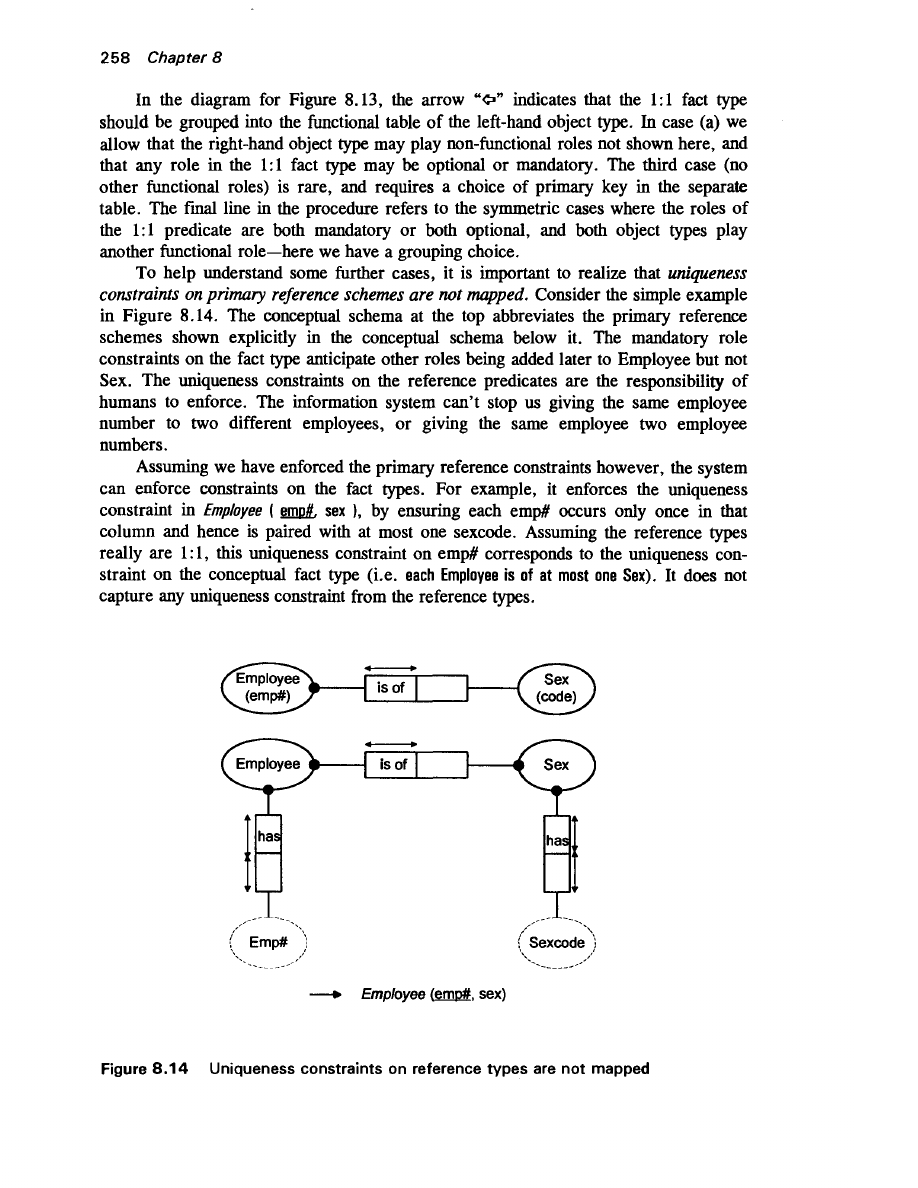 258 Chapter 8
In the diagram for Figure 8.13, the arrow "⇦" indicates that the 1:1 fact type
should be grouped into the functional table of the left-hand object type. In case (a) we
allow that the right-hand object type may play non-functional roles not shown here, and
that any role in the 1:1 fact type may be optional or mandatory. The third case (no
other functional roles) is rare, and requires a choice of primary key in the separate
table. The final line in the procedure refers to the symmetric cases where the roles of
the 1:1 predicate are both mandatory or both optional, and both object types play
another functional role—here we have a grouping choice.
To help understand some further cases, it is important to realize that uniqueness
constraints on primary reference schemes are not mapped. Consider the simple example
in Figure 8.14. The conceptual schema at the top abbreviates the primary reference
schemes shown explicitly in the conceptual schema below it. The mandatory role
constraints on the fact type anticipate other roles being added later to Employee but not
Sex. The uniqueness constraints on the reference predicates are the responsibility of
humans to enforce. The information system can't stop us giving the same employee
number to two different employees, or giving the same employee two employee
numbers.
Assuming we have enforced the primary reference constraints however, the system
can enforce constraints on the fact types. For example, it enforces the uniqueness
constraint in Employee ( emp#, sex ), by ensuring each emp# occurs only once in that
column and hence is paired with at most one sexcode. Assuming the reference types
really are 1:1, this uniqueness constraint on emp# corresponds to the uniqueness con-
straint on the conceptual fact type (i.e. each Employee is of at most one Sex). It does not
capture any uniqueness constraint from the reference types.
Employee
(emp#)
is of
Sex
(code)
Employee
is of
Sex
has
has
Emp#
Sexcode
Employee (emp#, sex)
Figure 8.14 Uniqueness constraints on reference types are not mapped